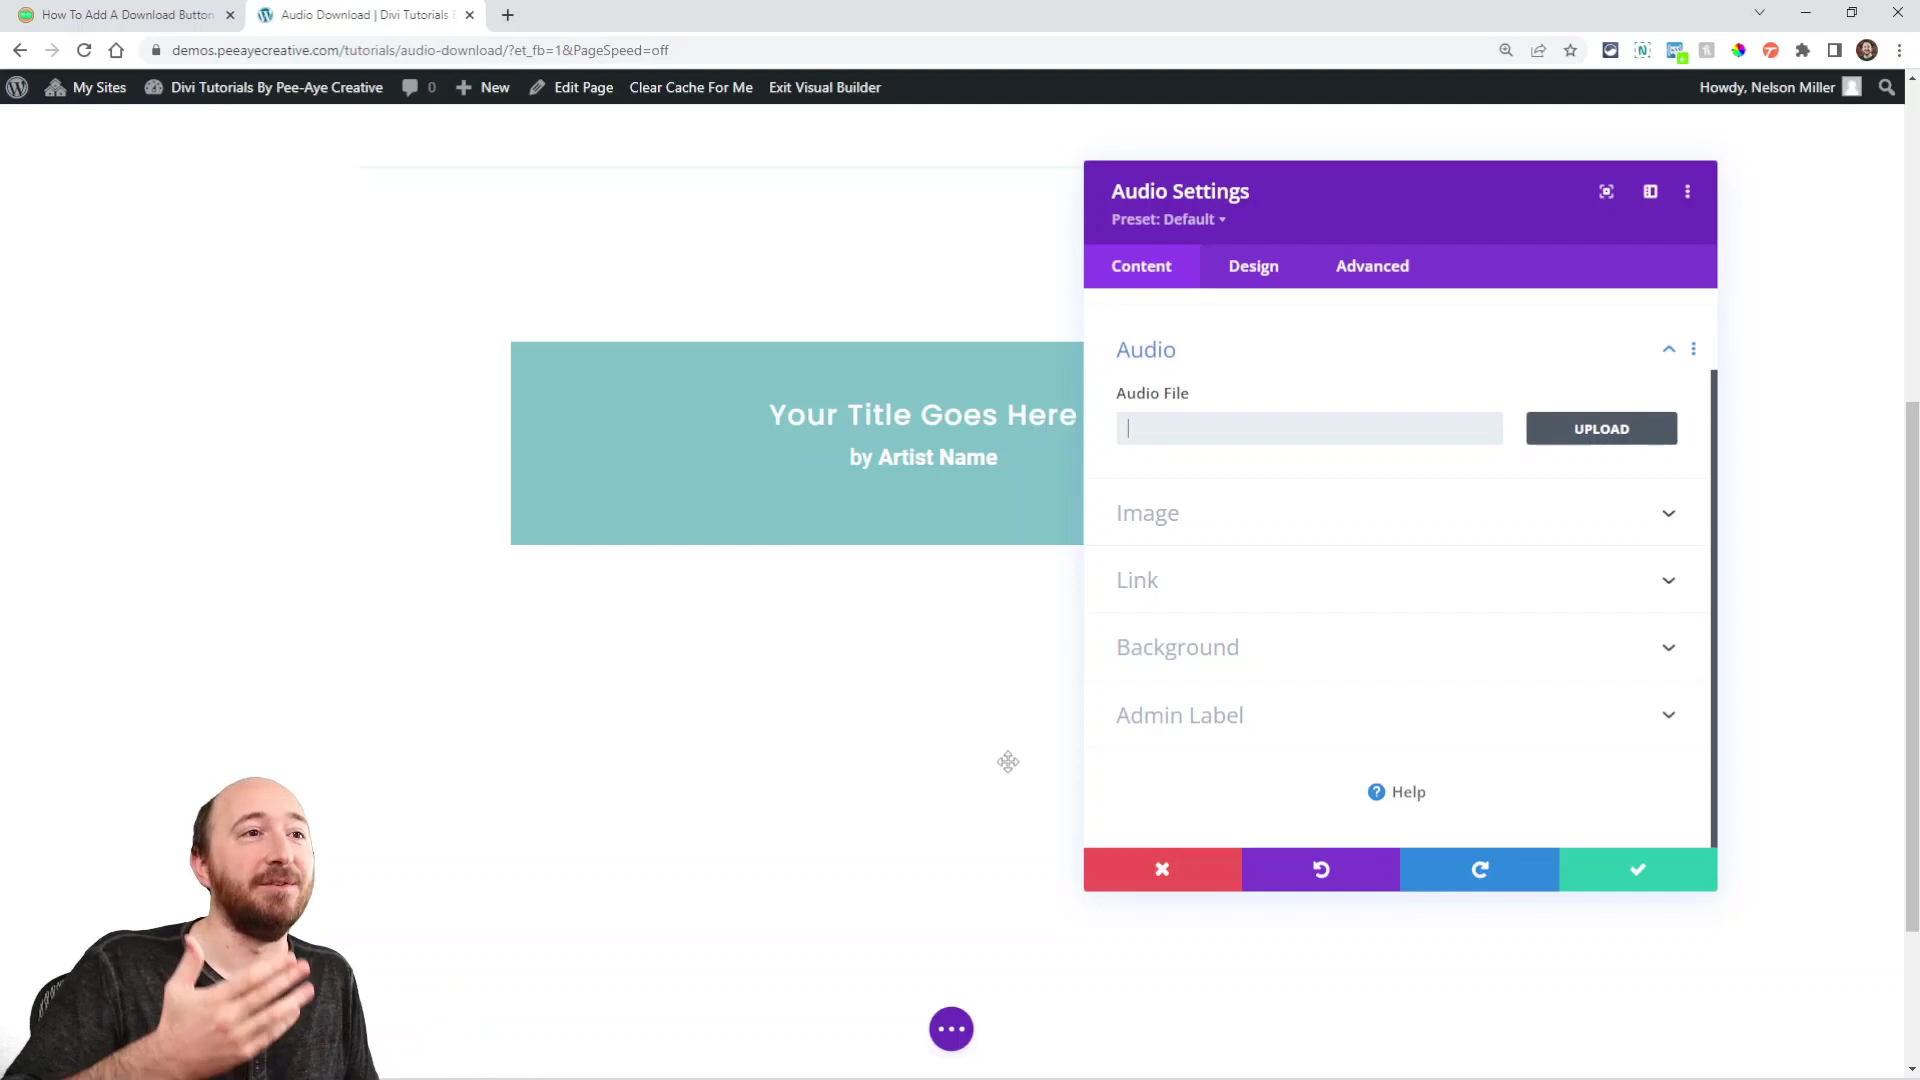 How To Add A Download Button
Audio Download | Divi Tutorials
demos.peeayecreative.com/tutorials/audio-download/?et_fb=1&PageSpeed=off
My Sites
Divi Tutorials By Pee-Aye Creative
0
New
Edit Page
Clear Cache For Me
Exit Visual Builder
Howdy, Nelson Miller
Audio Settings
Preset: Default
Content
Design
Advanced
Audio
Audio File
UPLOAD
Your Title Goes Here
by Artist Name
Image
Link
Background
Admin Label
Help